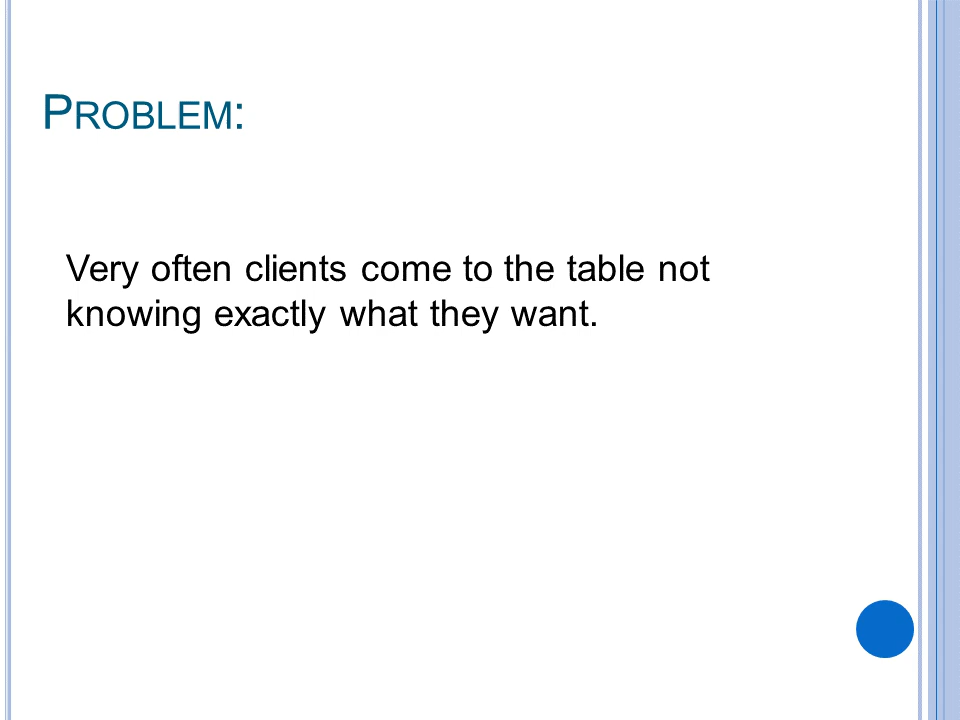 PROBLEM:
Very often clients come to the table not
knowing exactly what they want.